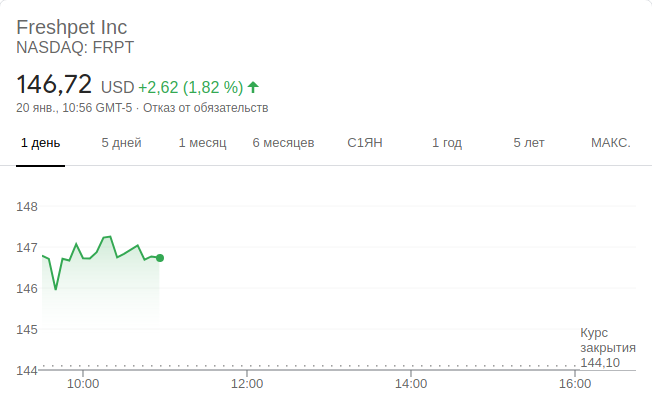 Freshpet Inc
NASDAQ: FRPT
146,72 USD +2,62 (1,82 %)
20 янв., 10:56 GMT-5 · Отказ от обязательств
1 день 5 дней 1 месяц 6 месяцев С1ЯН 1 год 5 лет МАКС.
148
147
146
145
144
Курс
закрытия
144,10
10:00 12:00 14:00 16:00